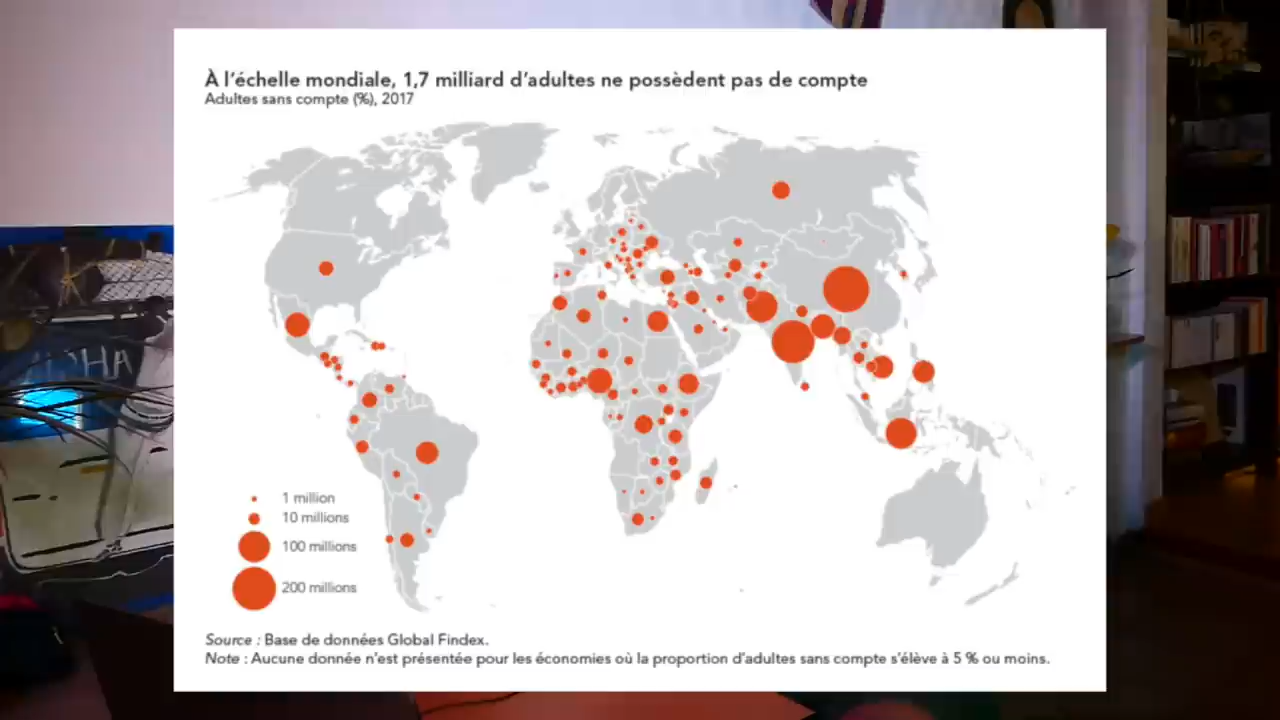 À l'échelle mondiale, 1,7 milliard d'adultes ne possèdent pas de compte
Adultes sans compte (%), 2017
1 million
10 millions
100 millions
200 millions
Source : Base de données Global Findex.
Note : Aucune donnée n'est présentée pour les économies où la proportion d'adultes sans compte s'élève à 5 % ou moins.